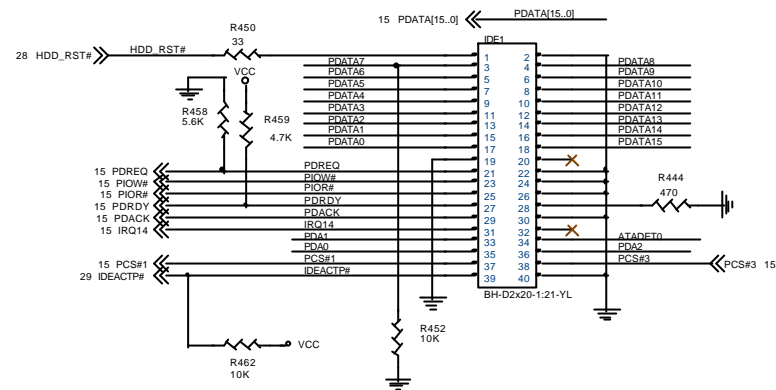 15 PDATA[15..0] PDATA[15..0]
R450
33
28 HDD_RST# HDD_RST#
IDE1
VCC
R458
5.6K
R459
4.7K
1 2
PDATA7 3 4 PDATA8
PDATA6 5 6 PDATA9
PDATA5 7 8 PDATA10
PDATA4 9 10 PDATA11
PDATA3 11 12 PDATA12
PDATA2 13 14 PDATA13
PDATA1 15 16 PDATA14
PDATA0 17 18 PDATA15
19 20
15 PDREQ PDREQ 21 22
15 PIOW# PIOW# 23 24
15 PIOR# PIOR# 25 26
15 PDRDY PDRDY 27 28
R444
470
15 PDACK PDACK 29 30
15 IRQ14 IRQ14 31 32
PDA1 33 34 ATADET0
PDA0 35 36 PDA2
15 PCS#1 PCS#1 37 38 PCS#3 PCS#3 15
29 IDEACTP# IDEACTP# 39 40
BH-D2x20-1:21-YL
R452
10K
VCC
R462
10K